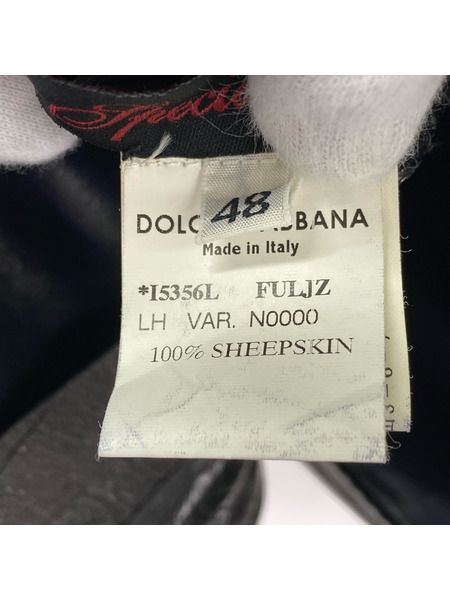 48
DOLC ABBANA
Made in Italy
*I5356L FULJZ
LH VAR. N0000
100% SHEEPSKIN